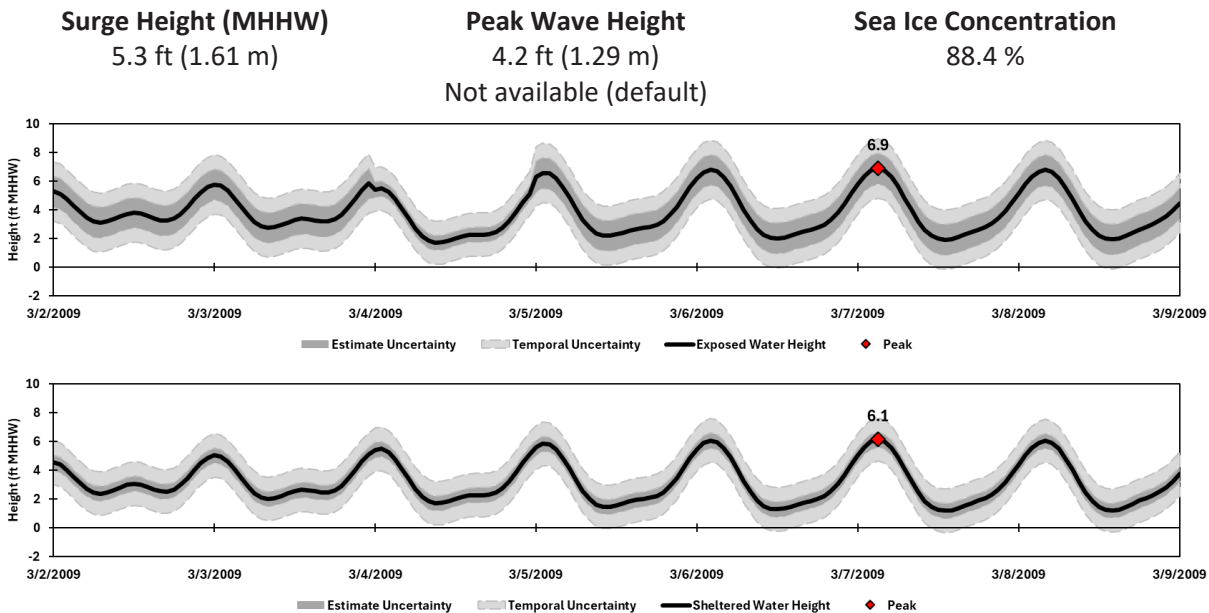 Surge Height (MHHW)
5.3 ft (1.61 m)
Peak Wave Height
4.2 ft (1.29 m)
Not available (default)
Sea Ice Concentration
88.4 %
Height (ft MHHW)
10
8
6
4
2
0
-2
6.9
3/2/2009 3/3/2009 3/4/2009 3/5/2009 3/6/2009 3/7/2009 3/8/2009 3/9/2009
Estimate Uncertainty Temporal Uncertainty Exposed Water Height Peak
Height (ft MHHW)
10
8
6
4
2
0
-2
6.1
3/2/2009 3/3/2009 3/4/2009 3/5/2009 3/6/2009 3/7/2009 3/8/2009 3/9/2009
Estimate Uncertainty Temporal Uncertainty Sheltered Water Height Peak